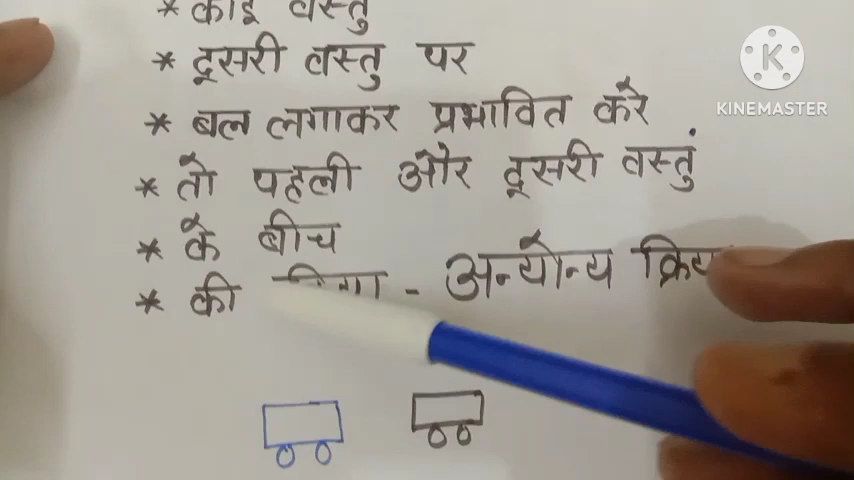 * कोई वस्तु
* दूसरी वस्तु पर
* बल लगाकर प्रभावित करे
* तो पहली और दूसरी वस्तुं
* के बीच
* की - अन्योन्य
K
KINEMASTER